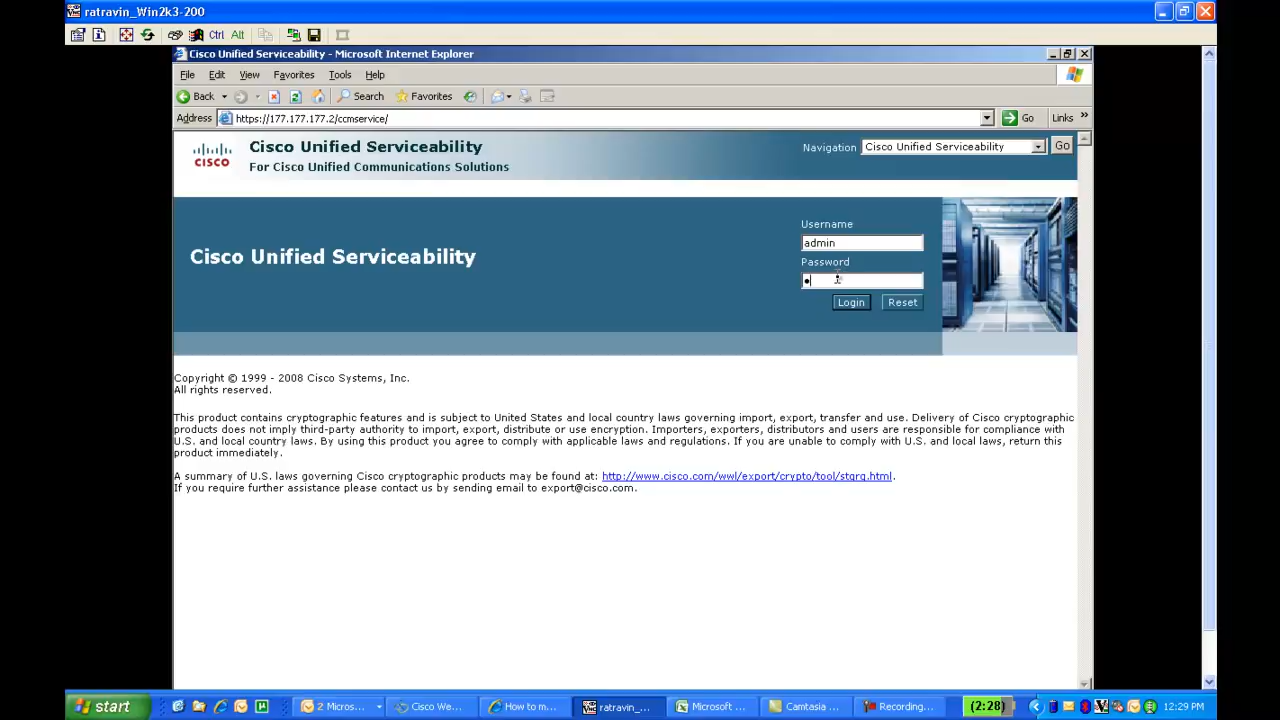 ratravin_Win2k3-200
Ctrl Alt
Cisco Unified Serviceability - Microsoft Internet Explorer
File Edit View Favorites Tools Help
Back Search Favorites
Address https://177.177.177.2/ccmservice/ Go Links »
CISCO
Cisco Unified Serviceability
For Cisco Unified Communications Solutions
Navigation Cisco Unified Serviceability Go
Username
admin
Cisco Unified Serviceability
Password
Login Reset
Copyright © 1999 - 2008 Cisco Systems, Inc.
All rights reserved.
This product contains cryptographic features and is subject to United States and local country laws governing import, export, transfer and use. Delivery of Cisco cryptographic
products does not imply third-party authority to import, export, distribute or use encryption. Importers, exporters, distributors and users are responsible for compliance with
U.S. and local country laws. By using this product you agree to comply with applicable laws and regulations. If you are unable to comply with U.S. and local laws, return this
product immediately.
A summary of U.S. laws governing Cisco cryptographic products may be found at: http://www.cisco.com/wwl/export/crypto/tool/stqrg.html.
If you require further assistance please contact us by sending email to export@cisco.com.
start 2 Micros... Cisco We... How to m... ratravin_... Microsoft ... Camtasia ... Recording... (2:28) 12:29 PM